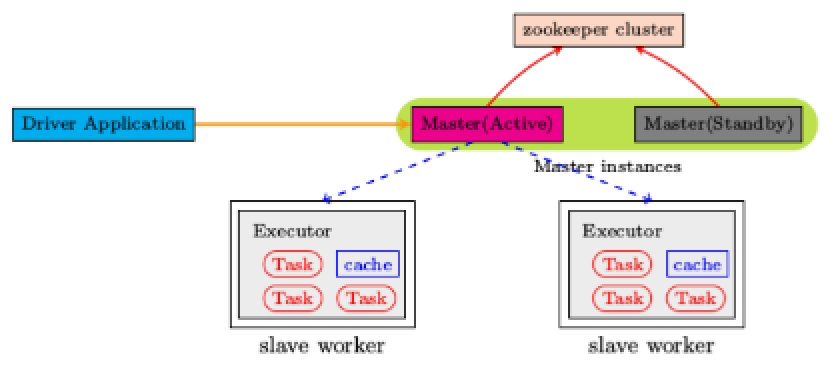 zookeeper cluster
Driver Application
Master(Active)
Master(Standby)
Master instances
Executor
Task
cache
Task
Task
slave worker
Executor
Task
cache
Task
Task
slave worker